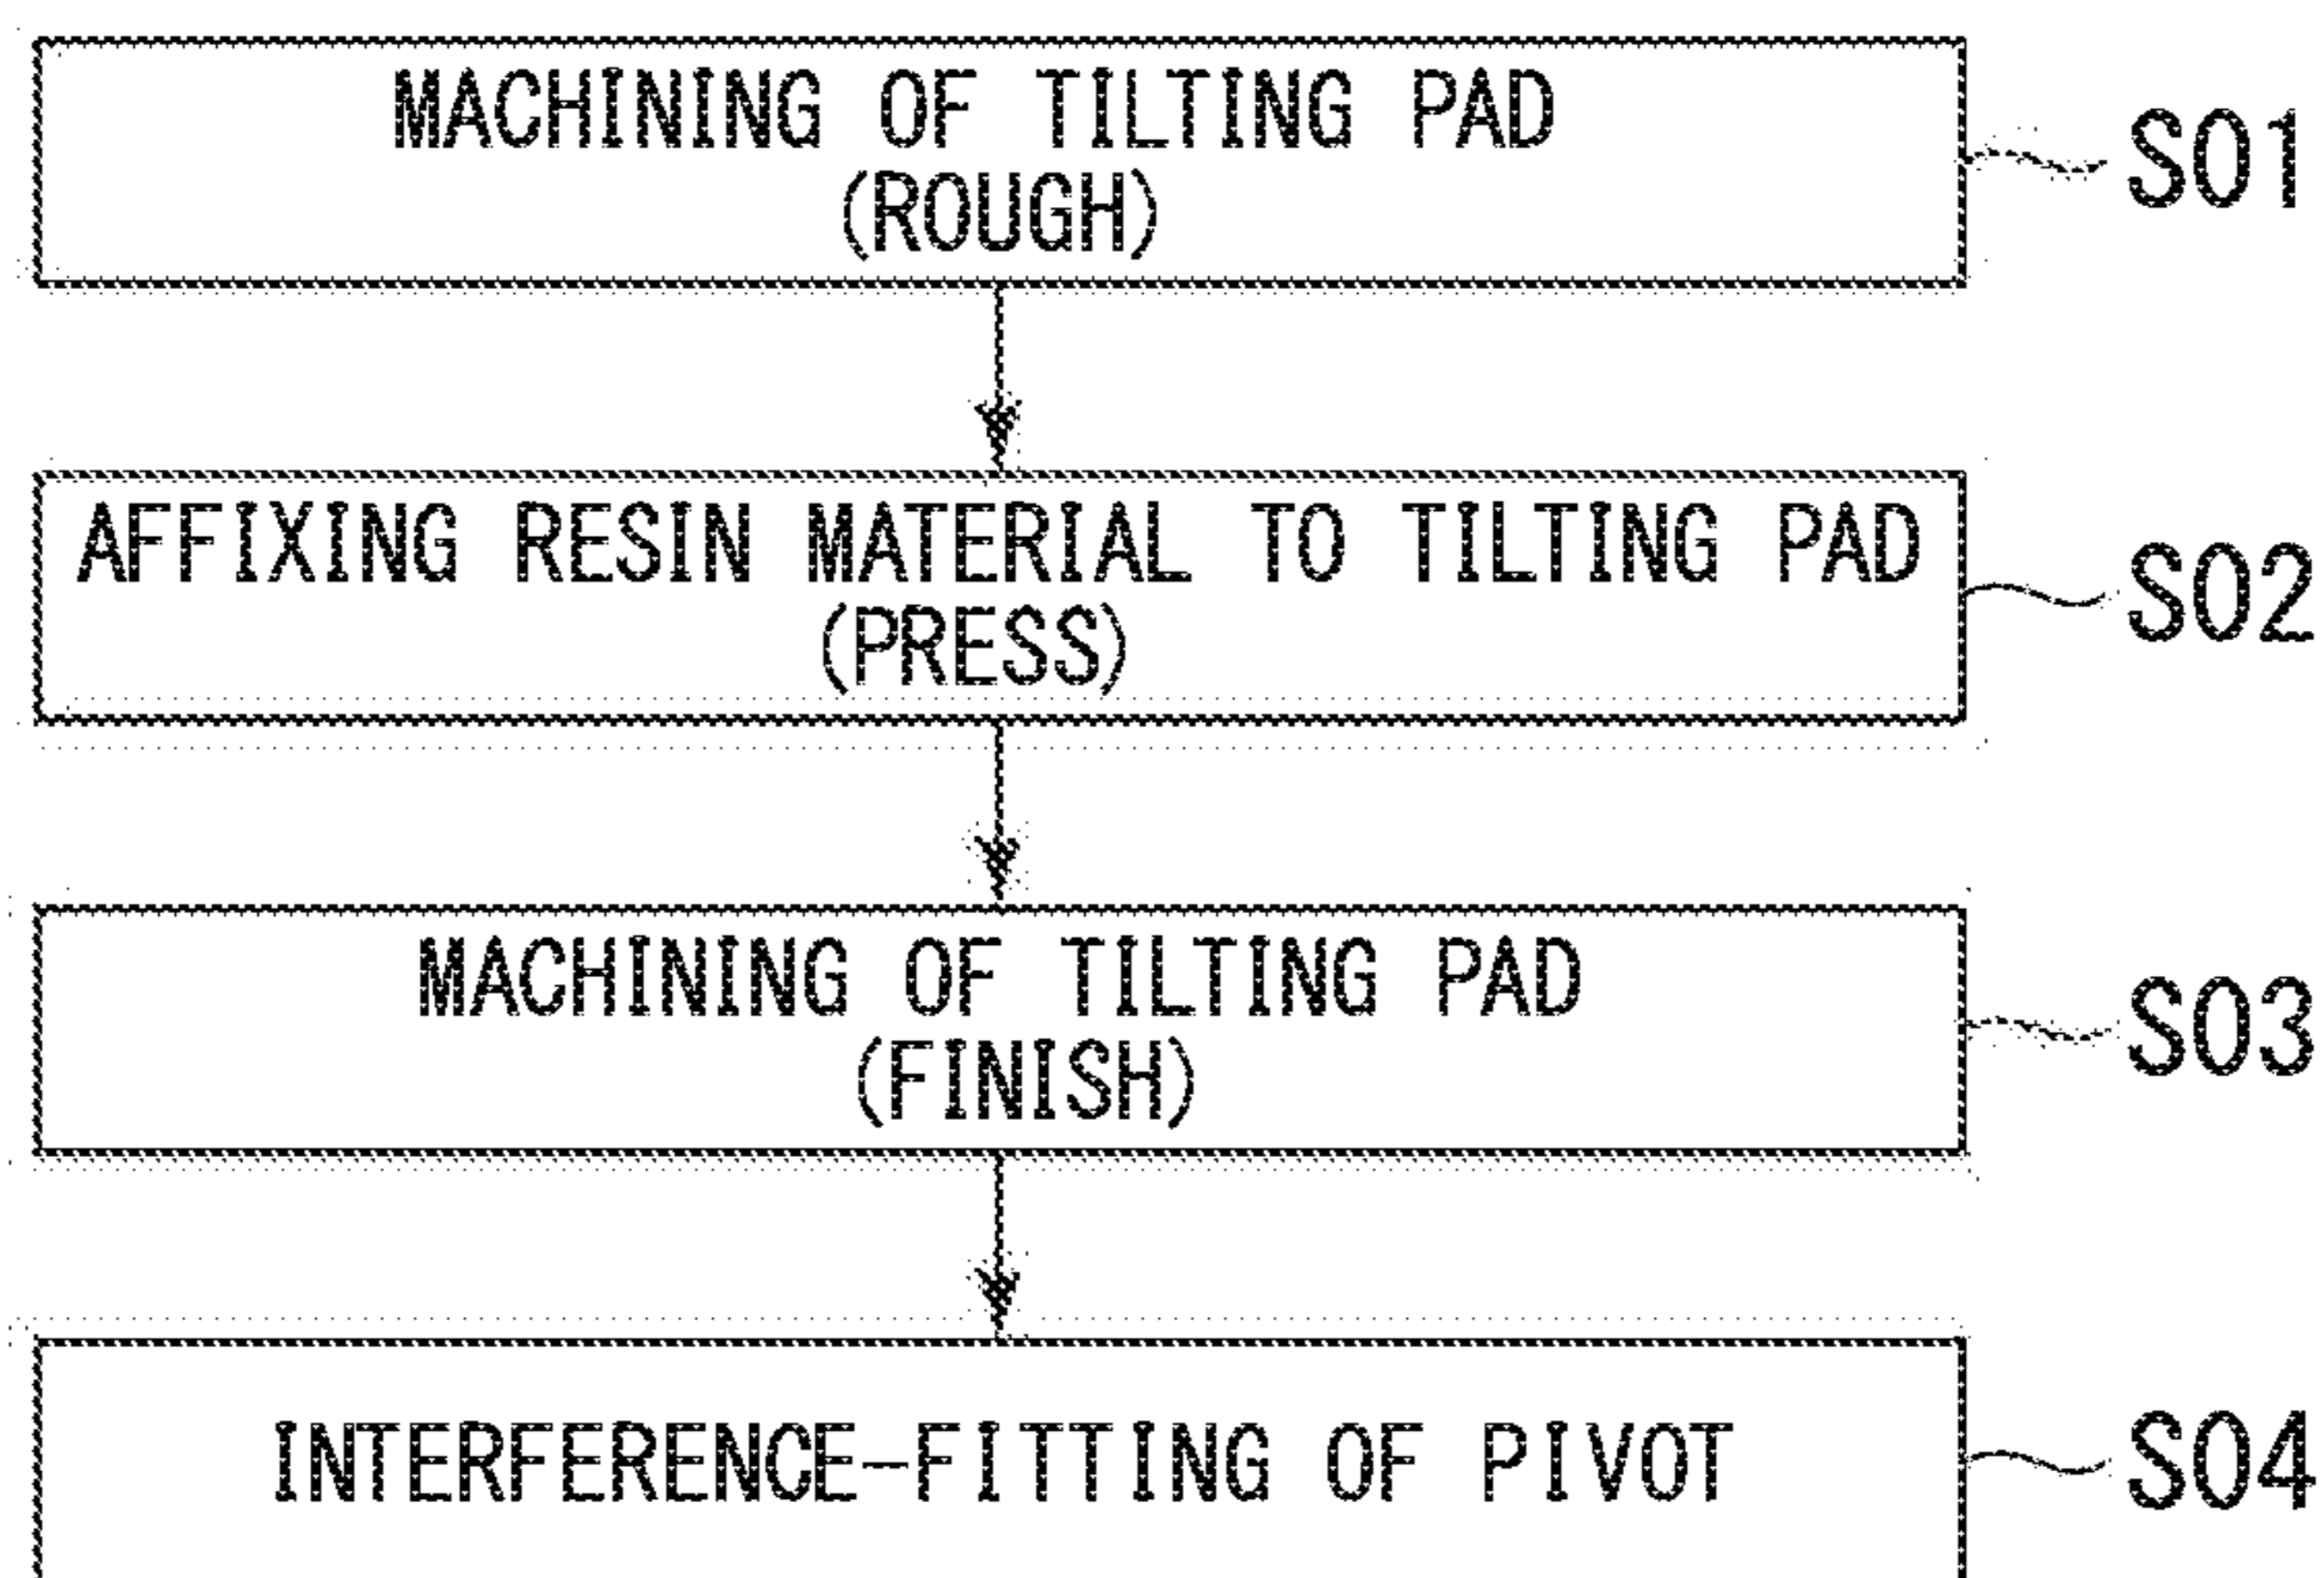 MACHINING OF TILTING PAD
(ROUGH)
S01
AFFIXING RESIN MATERIAL TO TILTING PAD
(PRESS)
S02
MACHINING OF TILTING PAD
(FINISH)
S03
INTERFERENCE-FITTING OF PIVOT
S04